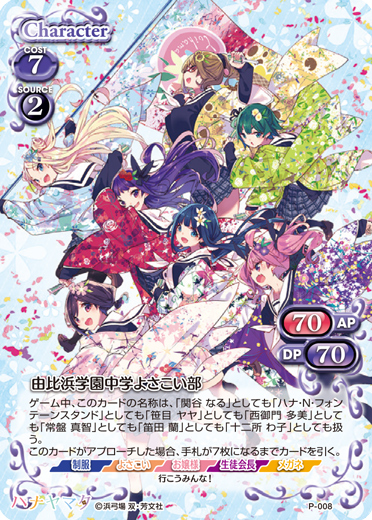 Character
COST
7
SOURCE
2
70 AP
DP 70
由比浜学園中学よさこい部
ゲーム中、このカードの名称は、「関谷 なる」としても「ハナ・N・フォン
テーンスタンド」としても「笹目 ヤヤ」としても「西御門 多美」としても
「常盤 真智」としても「笛田 蘭」としても「十二所 わ子」としても扱
う。
このカードがアプローチした場合、手札が7枚になるまでカードを引く。
制服 よさこい お嬢様 生徒会長 メガネ
行こうみんな!
ハナヤマタ
©浜弓場 双・芳文社
P-008